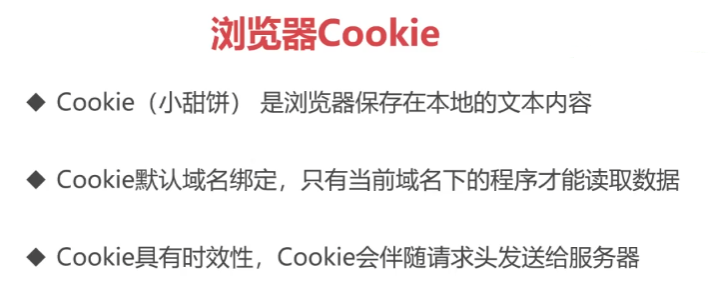 浏览器Cookie
◆ Cookie（小甜饼） 是浏览器保存在本地的文本内容
◆ Cookie默认域名绑定，只有当前域名下的程序才能读取数据
◆ Cookie具有时效性，Cookie会伴随请求头发送给服务器